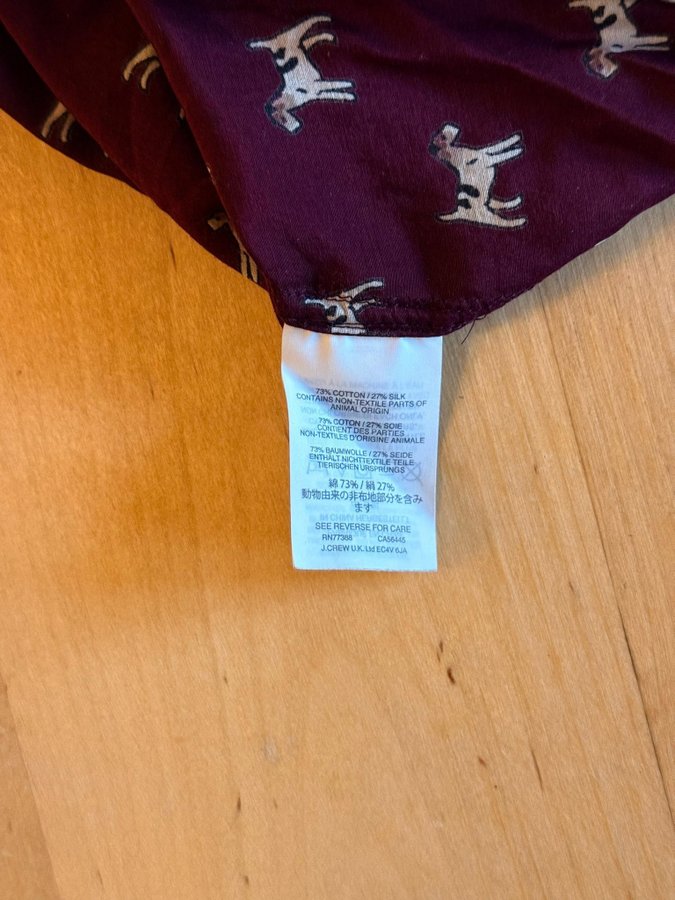 73% COTTON / 27% SILK
CONTAINS NON-TEXTILE PARTS OF
ANIMAL ORIGIN
73% COTON / 27% SOIE
CONTIENT DES PARTIES
NON-TEXTILES D'ORIGINE ANIMALE
73% BAUMWOLLE / 27% SEIDE
ENTHÄLT NICHTTEXTILE TEILE
TIERISCHEN URSPRUNGS
綿 73% / 絹 27%
動物由来の非布地部分を含み
ます
SEE REVERSE FOR CARE
RN77388 CA56445
J.CREW U.K. Ltd EC4V 6JA